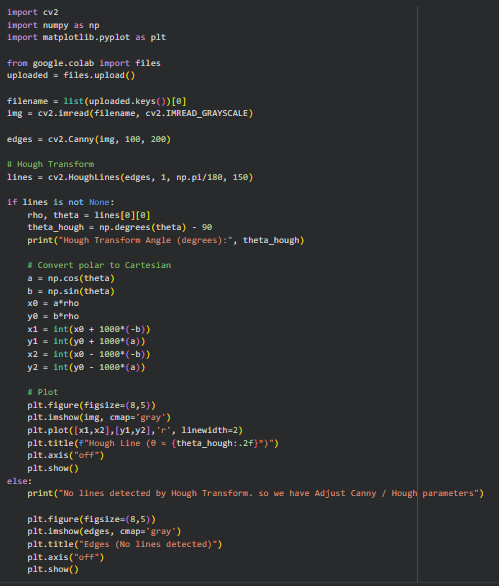 import cv2
import numpy as np
import matplotlib.pyplot as plt

from google.colab import files
uploaded = files.upload()

filename = list(uploaded.keys())[0]
img = cv2.imread(filename, cv2.IMREAD_GRAYSCALE)

edges = cv2.Canny(img, 100, 200)

# Hough Transform
lines = cv2.HoughLines(edges, 1, np.pi/180, 150)

if lines is not None:
    rho, theta = lines[0][0]
    theta_hough = np.degrees(theta) - 90
    print("Hough Transform Angle (degrees):", theta_hough)

    # Convert polar to Cartesian
    a = np.cos(theta)
    b = np.sin(theta)
    x0 = a*rho
    y0 = b*rho
    x1 = int(x0 + 1000*(-b))
    y1 = int(y0 + 1000*(a))
    x2 = int(x0 - 1000*(-b))
    y2 = int(y0 - 1000*(a))

    # Plot
    plt.figure(figsize=(8,5))
    plt.imshow(img, cmap='gray')
    plt.plot([x1,x2],[y1,y2],'r', linewidth=2)
    plt.title(f"Hough Line (θ = {theta_hough:.2f}°)")
    plt.axis("off")
    plt.show()
else:
    print("No lines detected by Hough Transform. so we have Adjust Canny / Hough parameters")

    plt.figure(figsize=(8,5))
    plt.imshow(edges, cmap='gray')
    plt.title("Edges (No lines detected)")
    plt.axis("off")
    plt.show()